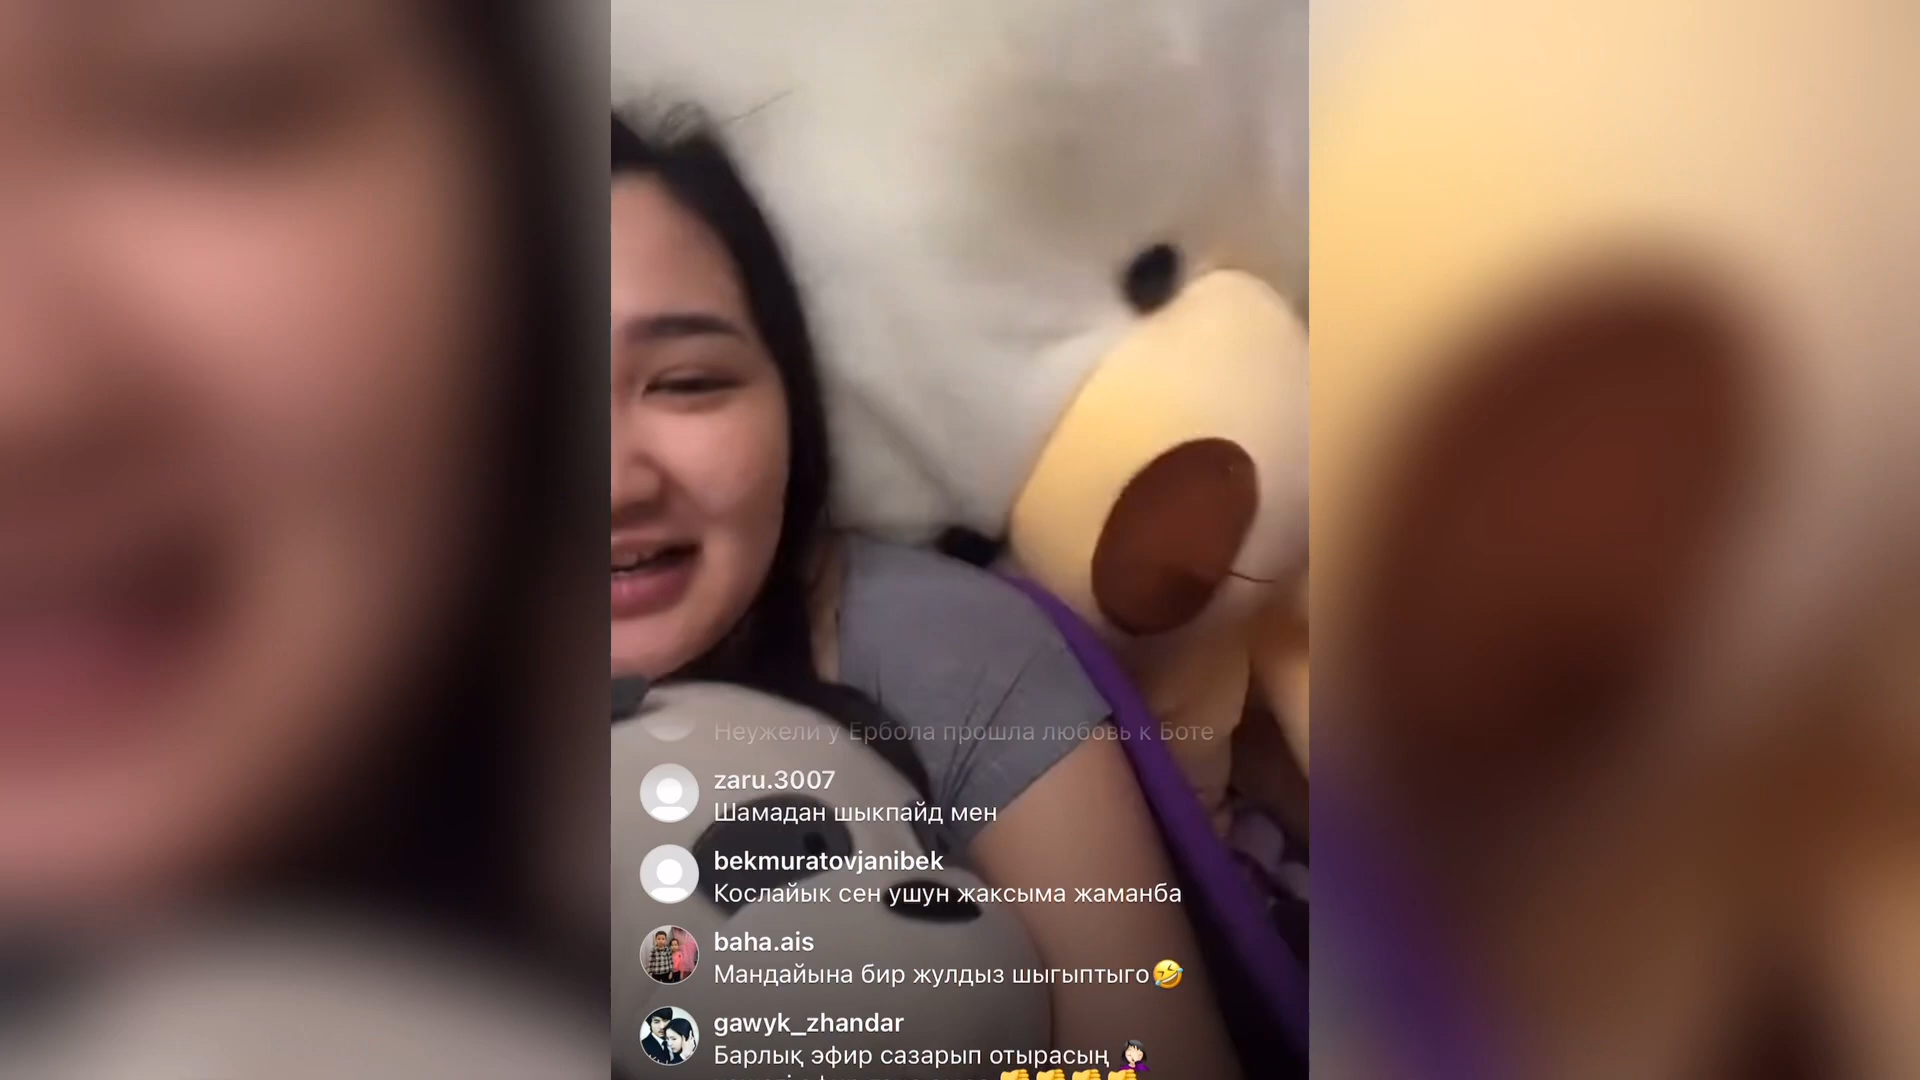 Неужели у Ербола прошла любовь к Боте
zaru.3007
Шамадан шыкпайд мен
bekmuratovjanibek
Кослайык сен ушун жаксыма жаманба
baha.ais
Мандайына бир жулдыз шыгыптыго🤣
gawyk_zhandar
Барлық эфир сазарып отырасың 🤦🏻‍♀️